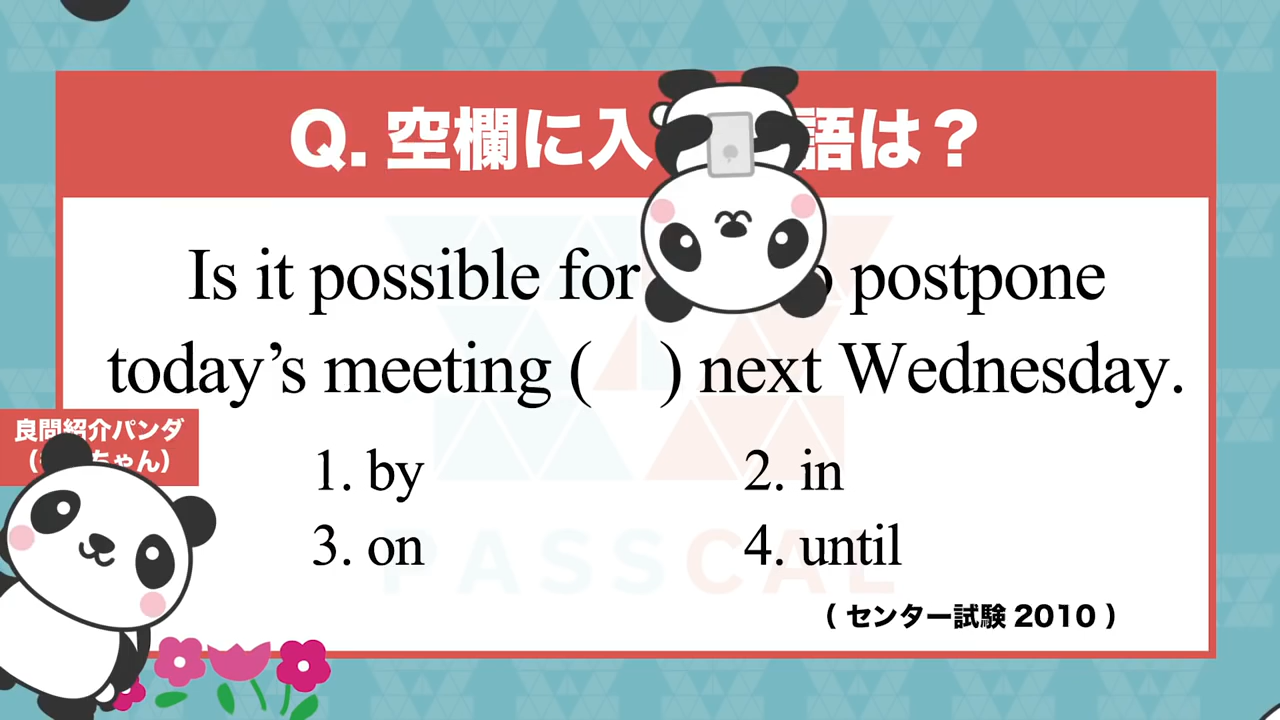 Q. 空欄に入 語は？
Is it possible for postpone
today’s meeting ( ) next Wednesday.
良問紹介パンダ
ちゃん）
1. by
2. in
3. on
4. until
PASSCAL
( センター試験 2010 )